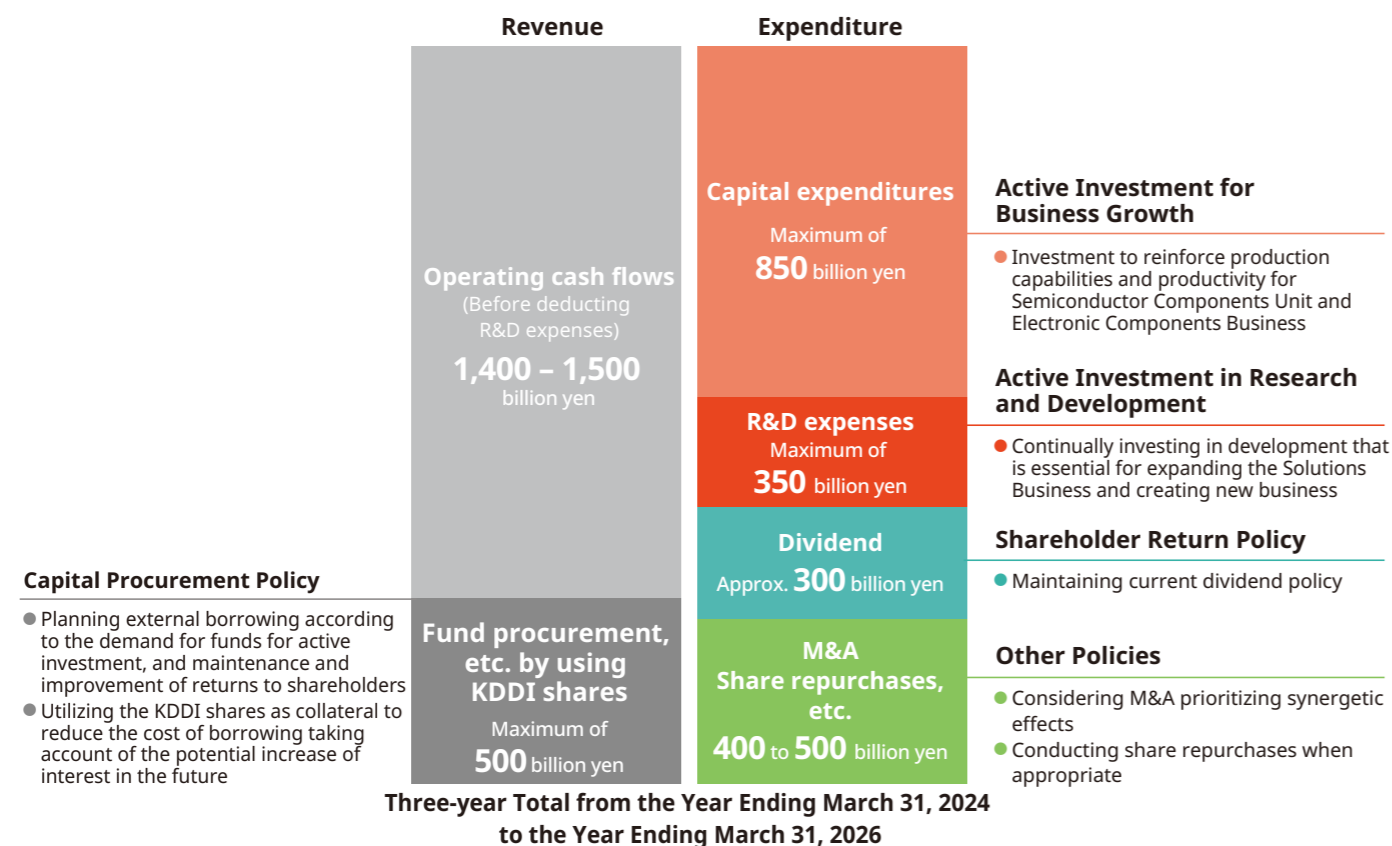 Revenue
Expenditure
Operating cash flows
(Before deducting
R&D expenses)
1,400 – 1,500
billion yen
Capital Procurement Policy
● Planning external borrowing according
to the demand for funds for active
investment, and maintenance and
improvement of returns to shareholders
● Utilizing the KDDI shares as collateral to
reduce the cost of borrowing taking
account of the potential increase of
interest in the future
Fund procurement,
etc. by using
KDDI shares
Maximum of
500 billion yen
Capital expenditures
Maximum of
850 billion yen
Active Investment for
Business Growth
● Investment to reinforce production
capabilities and productivity for
Semiconductor Components Unit and
Electronic Components Business
R&D expenses
Maximum of
350 billion yen
Active Investment in Research
and Development
● Continually investing in development that
is essential for expanding the Solutions
Business and creating new business
Dividend
Approx. 300 billion yen
Shareholder Return Policy
● Maintaining current dividend policy
M&A
Share repurchases,
etc.
400 to 500 billion yen
Other Policies
● Considering M&A prioritizing synergetic
effects
● Conducting share repurchases when
appropriate
Three-year Total from the Year Ending March 31, 2024
to the Year Ending March 31, 2026